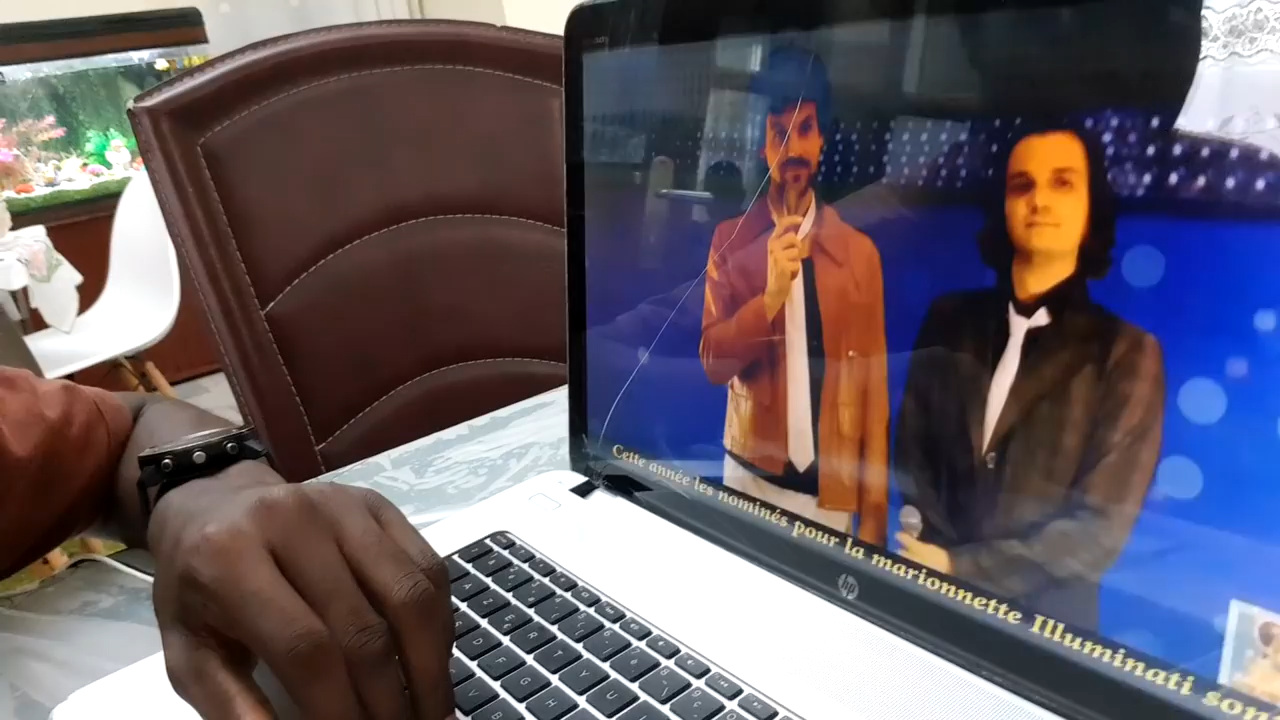 Cette année les nominés pour la marionnette Illuminati son
hp
A Z E R T Y U
D F G H J
V B